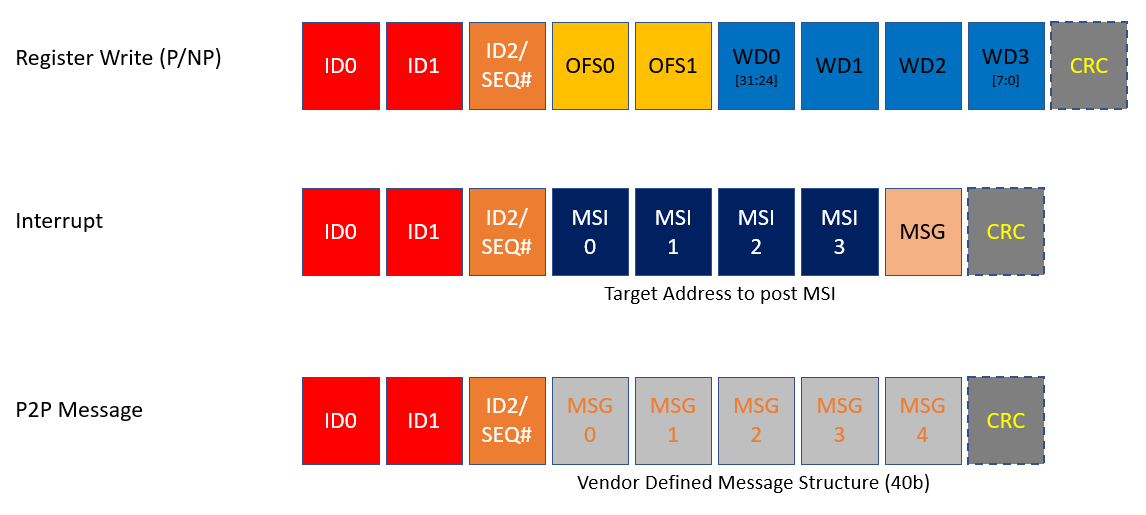 Register Write (P/NP)
ID0
ID1
ID2/
SEQ#
OFS0
OFS1
WD0
[31:24]
WD1
WD2
WD3
[7:0]
CRC
Interrupt
ID0
ID1
ID2/
SEQ#
MSI
0
MSI
1
MSI
2
MSI
3
MSG
CRC
Target Address to post MSI
P2P Message
ID0
ID1
ID2/
SEQ#
MSG
0
MSG
1
MSG
2
MSG
3
MSG
4
CRC
Vendor Defined Message Structure (40b)